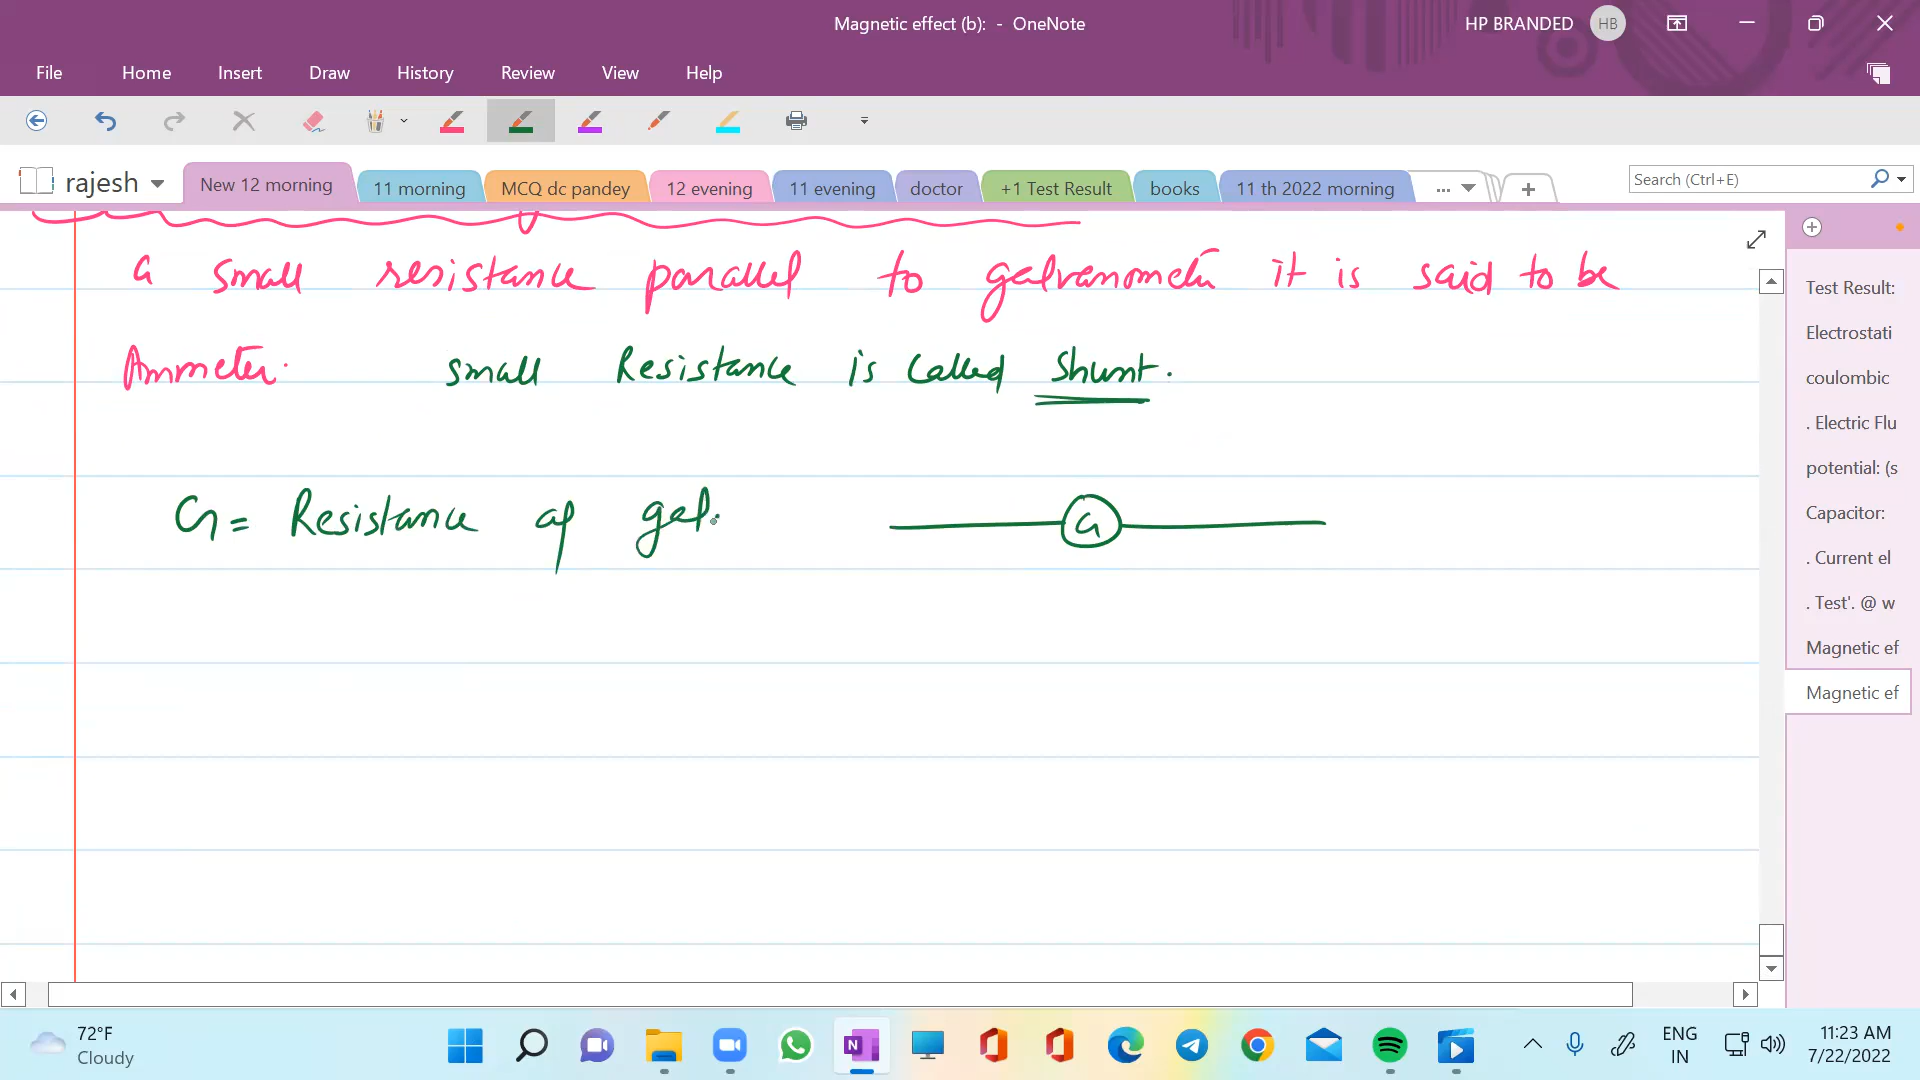 Magnetic effect (b): - OneNote
HP BRANDED HB
File Home Insert Draw History Review View Help
rajesh New 12 morning 11 morning MCQ dc pandey 12 evening 11 evening doctor +1 Test Result books 11 th 2022 morning ... Search (Ctrl+E)
a small resistance parallel to galvanometer it is said to be
Ammeter. small Resistance is called Shunt.
G = Resistance of gal. G
Test Result:
Electrostati
coulombic
. Electric Flu
potential: (s
Capacitor:
. Current el
. Test'. @ w
Magnetic ef
Magnetic ef
72°F
Cloudy
ENG
IN
11:23 AM
7/22/2022